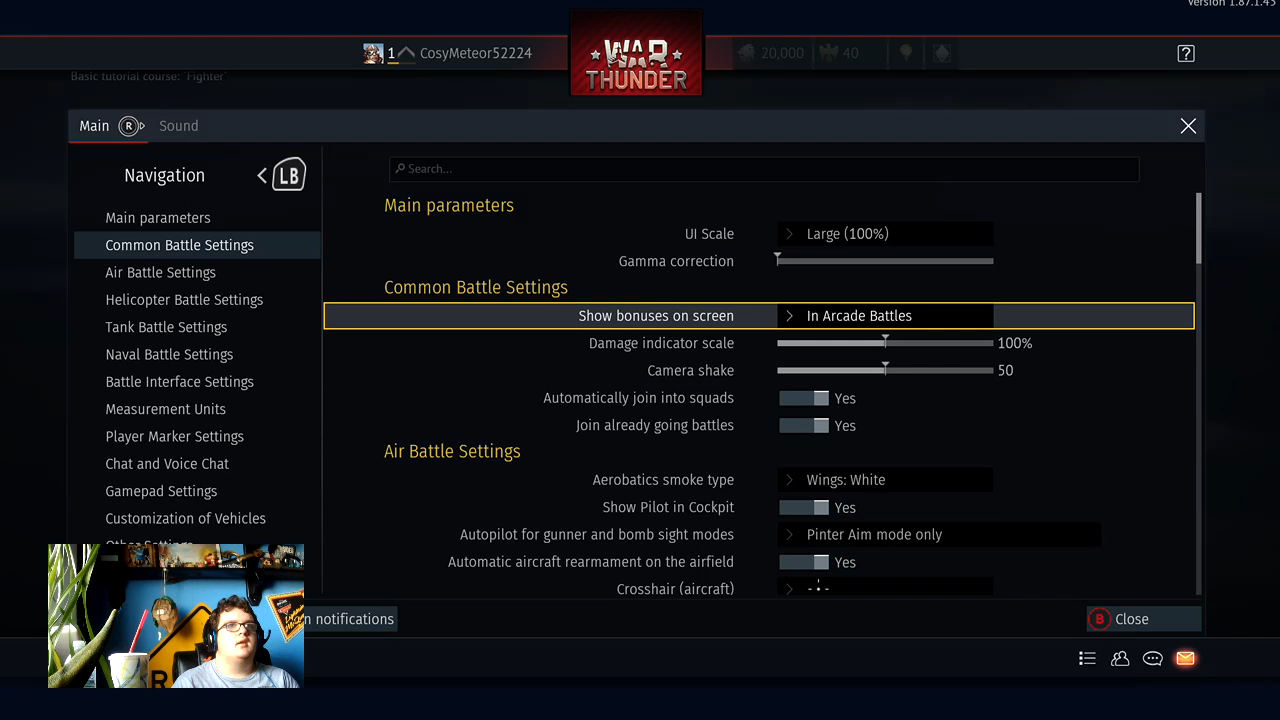 Version 1.87.1.45
1 CosyMeteor52224
WAR
THUNDER
20,000
40
?
Basic tutorial course: 'Fighter'
Main R Sound
Navigation
LB
Main parameters
Common Battle Settings
Air Battle Settings
Helicopter Battle Settings
Tank Battle Settings
Naval Battle Settings
Battle Interface Settings
Measurement Units
Player Marker Settings
Chat and Voice Chat
Gamepad Settings
Customization of Vehicles
Other Settings
Search...
Main parameters
UI Scale Large (100%)
Gamma correction
Common Battle Settings
Show bonuses on screen In Arcade Battles
Damage indicator scale 100%
Camera shake 50
Automatically join into squads Yes
Join already going battles Yes
Air Battle Settings
Aerobatics smoke type Wings: White
Show Pilot in Cockpit Yes
Autopilot for gunner and bomb sight modes Pinter Aim mode only
Automatic aircraft rearmament on the airfield Yes
Crosshair (aircraft)
n notifications
B Close